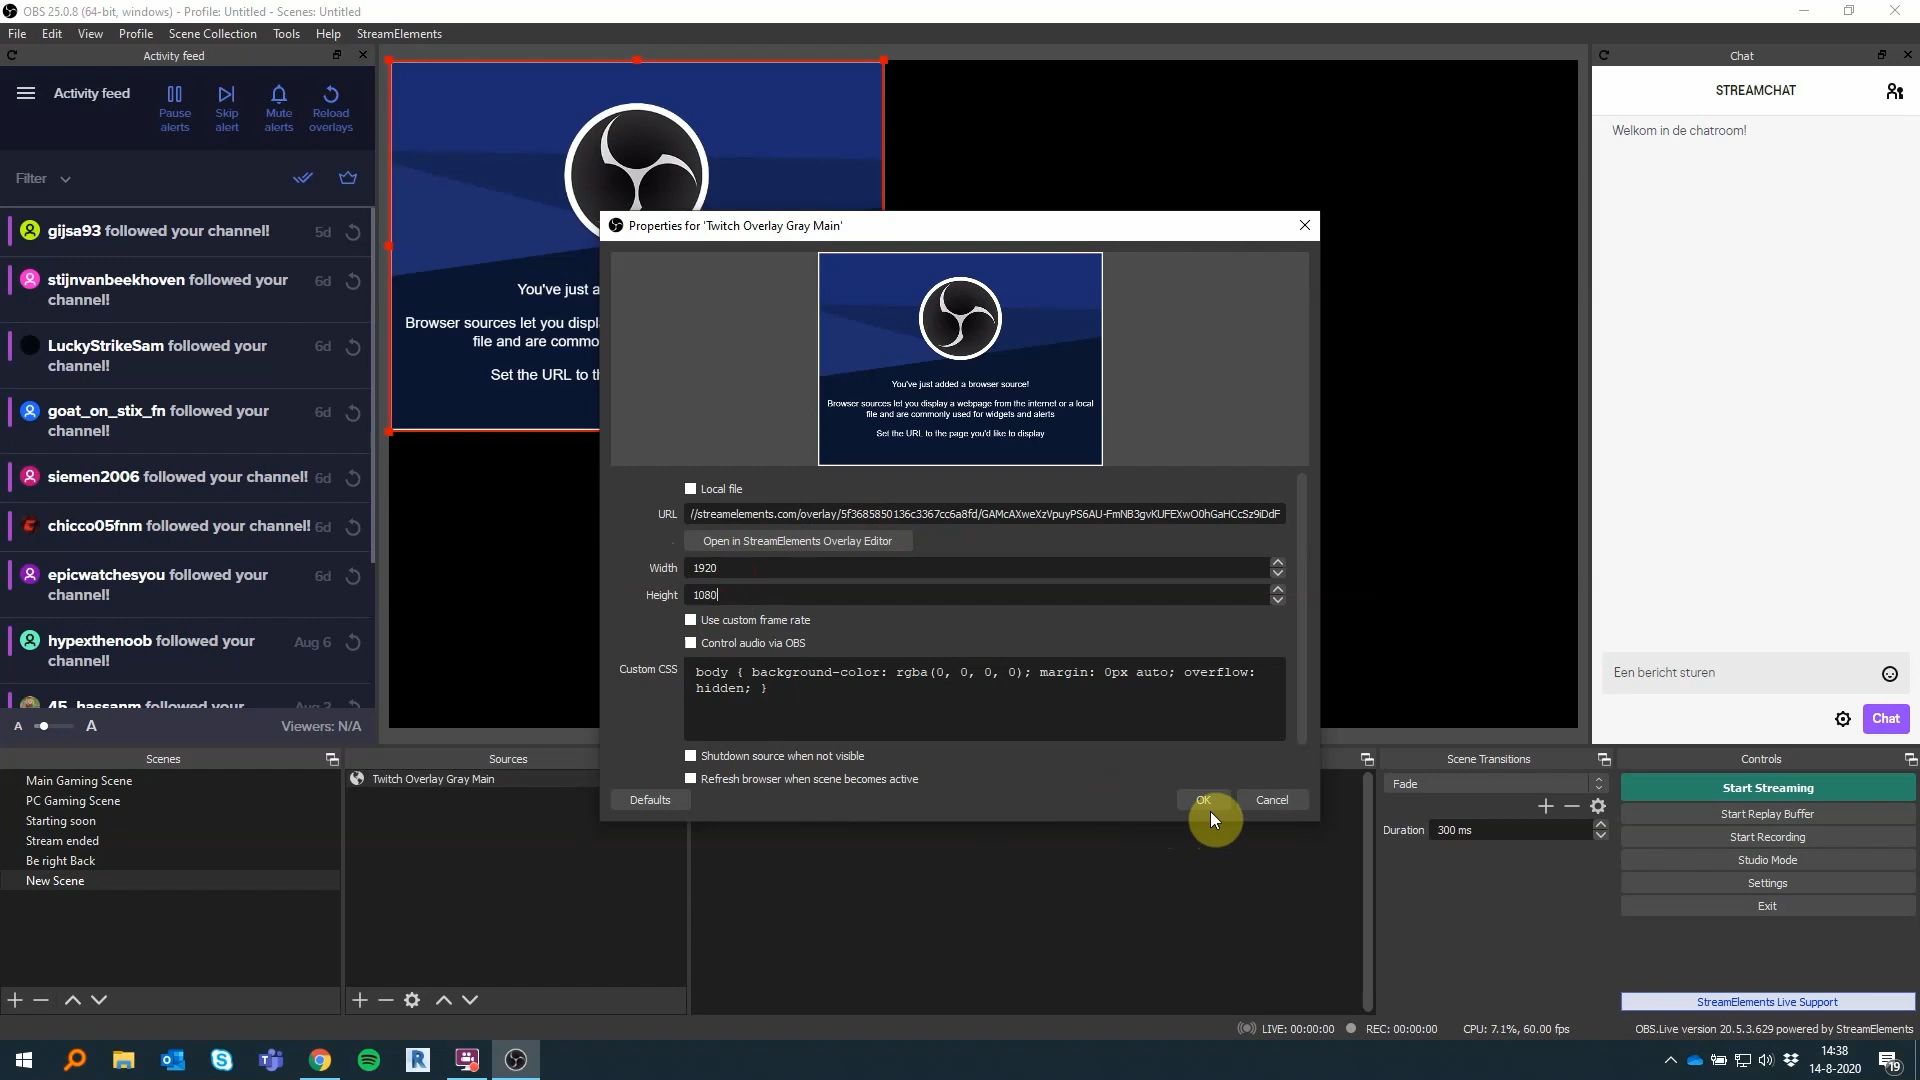 OBS 25.0.8 (64-bit, windows) - Profile: Untitled - Scenes: Untitled
File Edit View Profile Scene Collection Tools Help StreamElements
Activity feed
Activity feed
Pause alerts
Skip alert
Mute alerts
Reload overlays
Filter
gijsa93 followed your channel! 5d
stijnvanbeekhoven followed your 6d
channel!
LuckyStrikeSam followed your 6d
channel!
goat_on_stix_fn followed your 6d
channel!
siemen2006 followed your channel! 6d
chicco05fnm followed your channel! 6d
epicwatchesyou followed your 6d
channel!
hypexthenoob followed your Aug 6
channel!
45_hassanm followed your
A A Viewers: N/A
You've just a
Browser sources let you displ
file and are commo
Set the URL to th
Properties for 'Twitch Overlay Gray Main'
You've just added a browser source!
Browser sources let you display a webpage from the internet or a local
file and are commonly used for widgets and alerts
Set the URL to the page you'd like to display
Local file
URL //streamelements.com/overlay/5f3685850136c3367cc6a8fd/GAMcAXweXzVpuyPS6AU-FmNB3gvKUFEXwO0hGaHCcSz9iDdF
Open in StreamElements Overlay Editor
Width 1920
Height 1080
Use custom frame rate
Control audio via OBS
Custom CSS body { background-color: rgba(0, 0, 0, 0); margin: 0px auto; overflow:
hidden; }
Shutdown source when not visible
Refresh browser when scene becomes active
Defaults OK Cancel
Chat
STREAMCHAT
Welkom in de chatroom!
Een bericht sturen
Chat
Scenes
Main Gaming Scene
PC Gaming Scene
Starting soon
Stream ended
Be right Back
New Scene
Sources
Twitch Overlay Gray Main
Scene Transitions
Fade
Duration 300 ms
Controls
Start Streaming
Start Replay Buffer
Start Recording
Studio Mode
Settings
Exit
StreamElements Live Support
LIVE: 00:00:00 REC: 00:00:00 CPU: 7.1%, 60.00 fps OBS.Live version 20.5.3.629 powered by StreamElements
14:38
14-8-2020
19